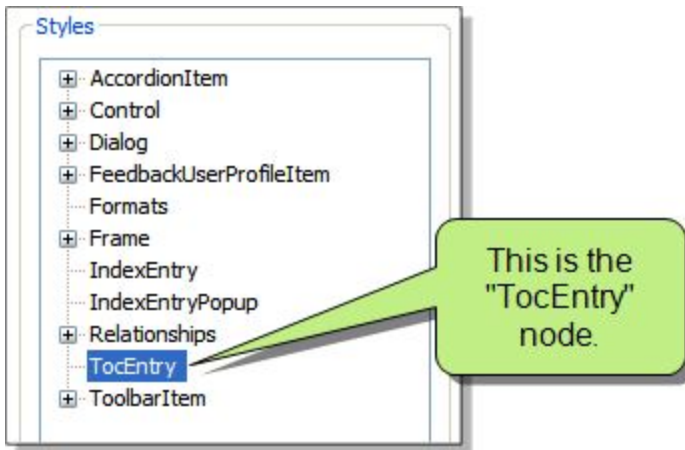 Styles
AccordionItem
Control
Dialog
FeedbackUserProfileItem
Formats
Frame
IndexEntry
IndexEntryPopup
Relationships
TocEntry
ToolbarItem
This is the
"TocEntry"
node.